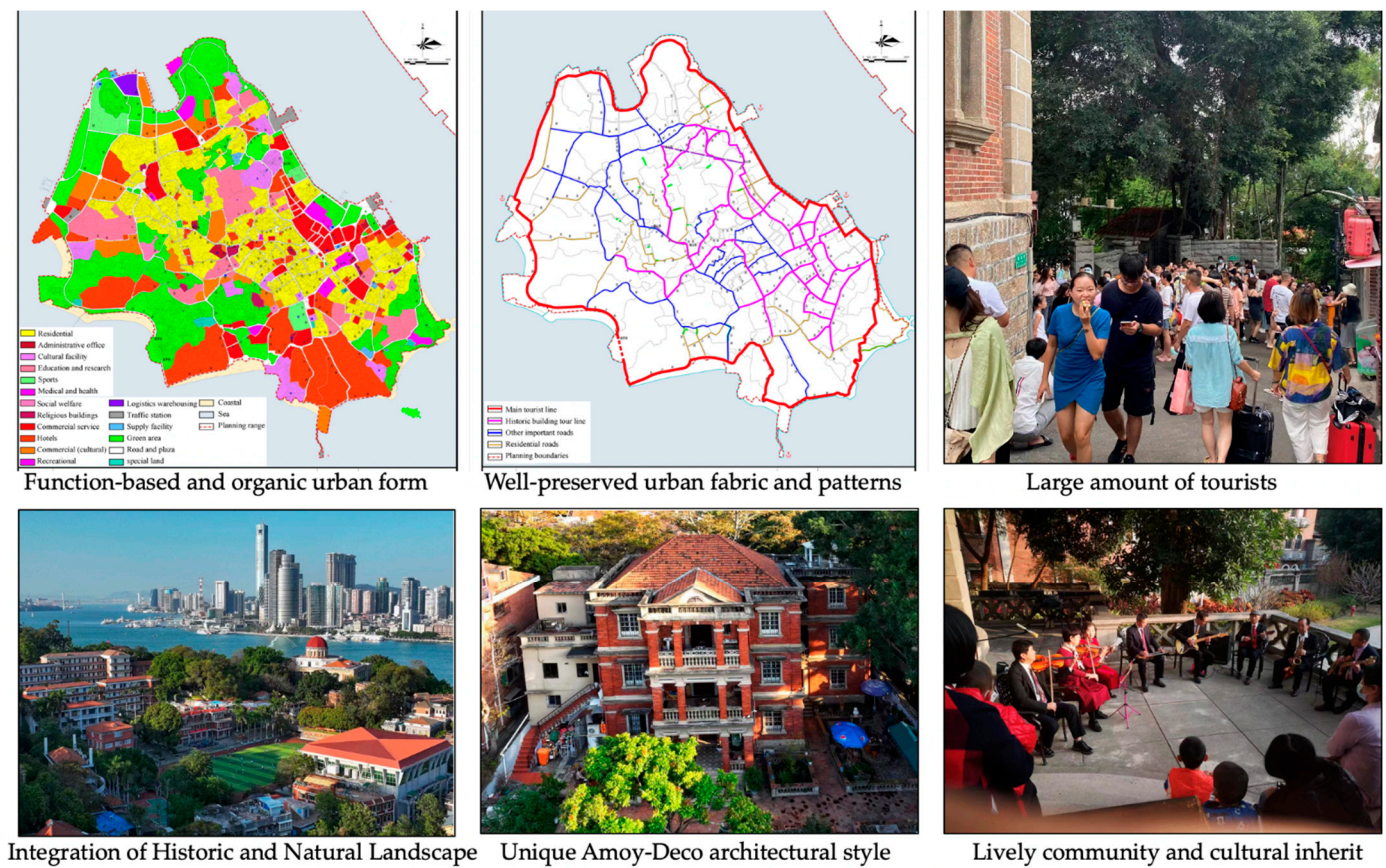 Residential
Administrative office
Cultural facility
Education and research
Sports
Medical and health
Social welfare
Religious buildings
Commercial service
Hotels
Commercial (cultural)
Recreational
Logistics warehousing
Traffic station
Supply facility
Green area
Road and plaza
special land
Coastal
Sea
Planning range
Main tourist line
Historic building tour line
Other important roads
Residential roads
Planning boundaries
Function-based and organic urban form
Well-preserved urban fabric and patterns
Large amount of tourists
Integration of Historic and Natural Landscape
Unique Amoy-Deco architectural style
Lively community and cultural inherit